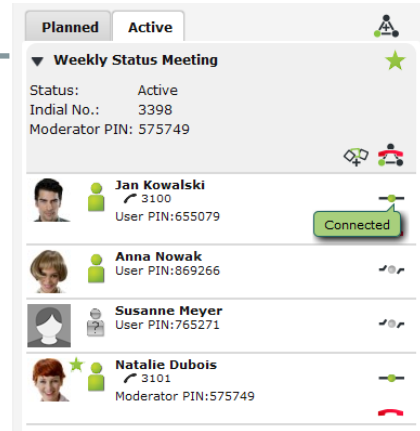 Planned Active
Weekly Status Meeting
Status: Active
Indial No.: 3398
Moderator PIN: 575749
Jan Kowalski
3100
User PIN:655079
Connected
Anna Nowak
User PIN:869266
Susanne Meyer
User PIN:765271
Natalie Dubois
3101
Moderator PIN:575749